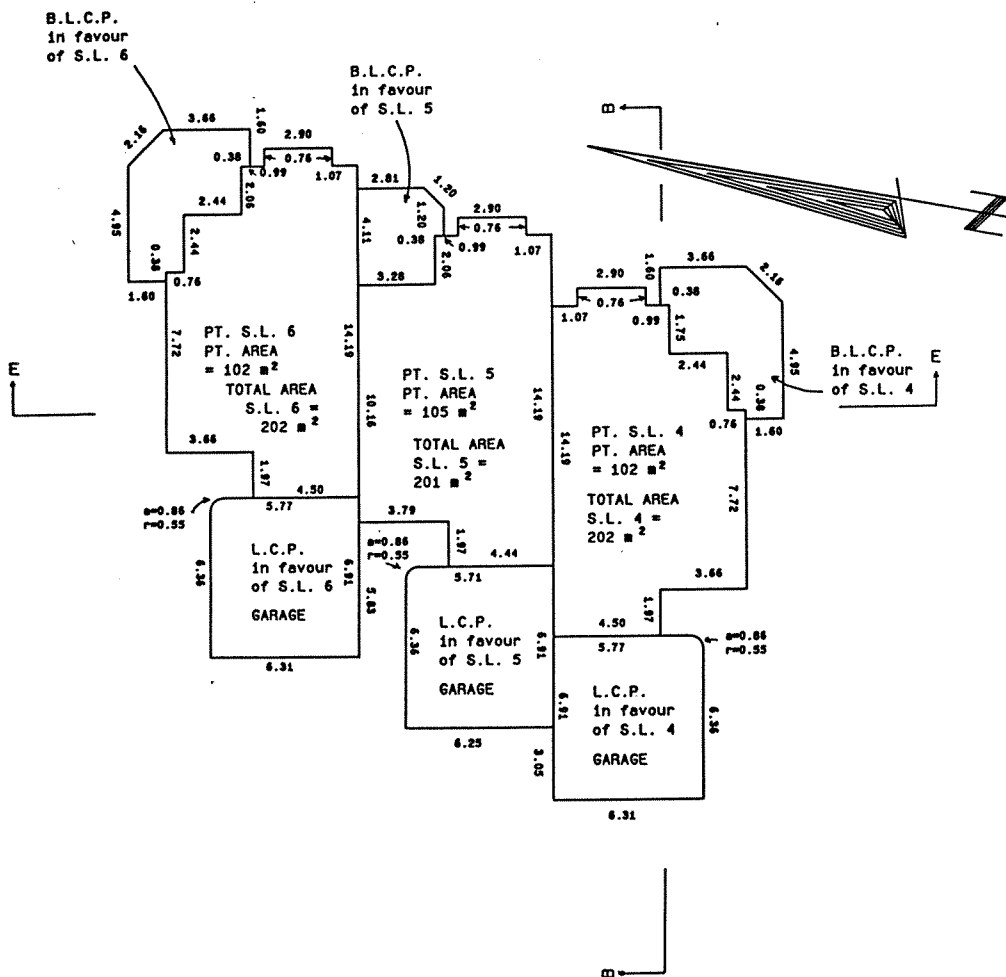 B.L.C.P.
in favour
of S.L. 6
B.L.C.P.
in favour
of S.L. 5
B
3.66
2.16
1.60
2.90
0.38
0.76
0.99
1.07
2.06
2.44
4.95
2.44
0.38
0.76
1.60
2.81
1.20
1.20
4.11
0.38
2.90
0.76
0.99
1.07
2.06
3.28
2.90
1.60
3.66
2.16
0.38
0.76
1.07
0.99
1.75
2.44
4.95
2.44
0.38
0.76
1.60
B.L.C.P.
in favour
of S.L. 4
E
E
7.72
PT. S.L. 6
PT. AREA
= 102 m²
TOTAL AREA
S.L. 6 =
202 m²
14.19
10.16
PT. S.L. 5
PT. AREA
= 105 m²
TOTAL AREA
S.L. 5 =
201 m²
14.19
14.19
PT. S.L. 4
PT. AREA
= 102 m²
TOTAL AREA
S.L. 4 =
202 m²
7.72
3.66
1.97
4.50
5.77
a=0.86
r=0.55
L.C.P.
in favour
of S.L. 6
GARAGE
6.36
6.91
5.83
6.31
3.79
1.97
a=0.86
r=0.55
4.44
5.71
L.C.P.
in favour
of S.L. 5
GARAGE
6.36
6.91
6.25
3.66
1.97
4.50
5.77
a=0.86
r=0.55
L.C.P.
in favour
of S.L. 4
GARAGE
6.91
3.05
6.36
6.31
B